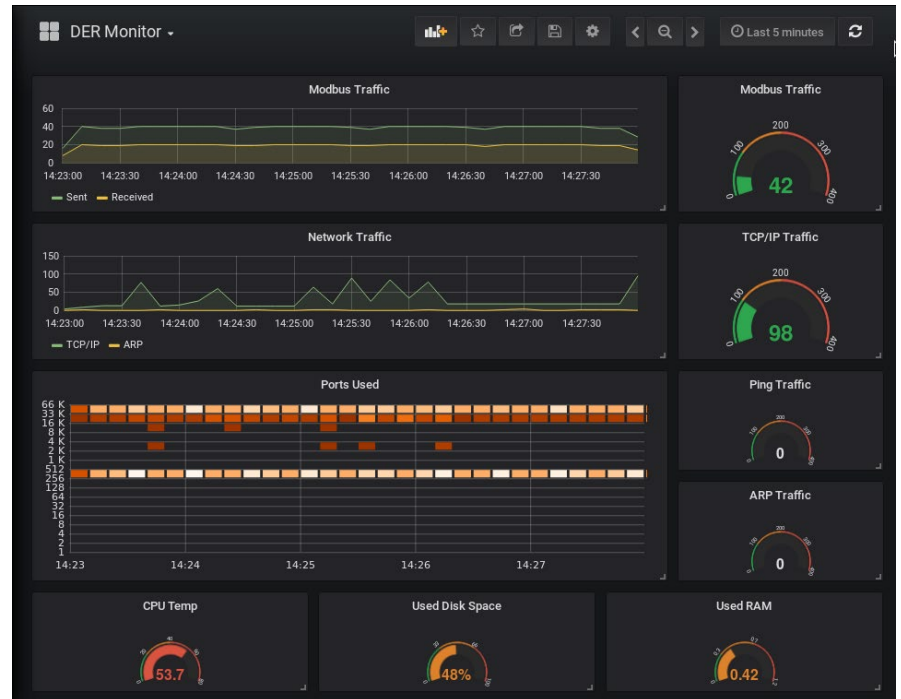 DER Monitor
Last 5 minutes
Modbus Traffic
60
40
20
0
14:23:00 14:23:30 14:24:00 14:24:30 14:25:00 14:25:30 14:26:00 14:26:30 14:27:00 14:27:30
Sent Received
Modbus Traffic
0 100 200 300 400
42
Network Traffic
150
100
50
0
14:23:00 14:23:30 14:24:00 14:24:30 14:25:00 14:25:30 14:26:00 14:26:30 14:27:00 14:27:30
TCP/IP ARP
TCP/IP Traffic
0 100 200 300 400
98
Ports Used
66 K
33 K
16 K
8 K
4 K
2 K
1 K
512
256
128
64
32
16
8
4
2
1
14:23 14:24 14:25 14:26 14:27
Ping Traffic
200
0
ARP Traffic
200
0
CPU Temp
53.7
Used Disk Space
48%
Used RAM
0.42